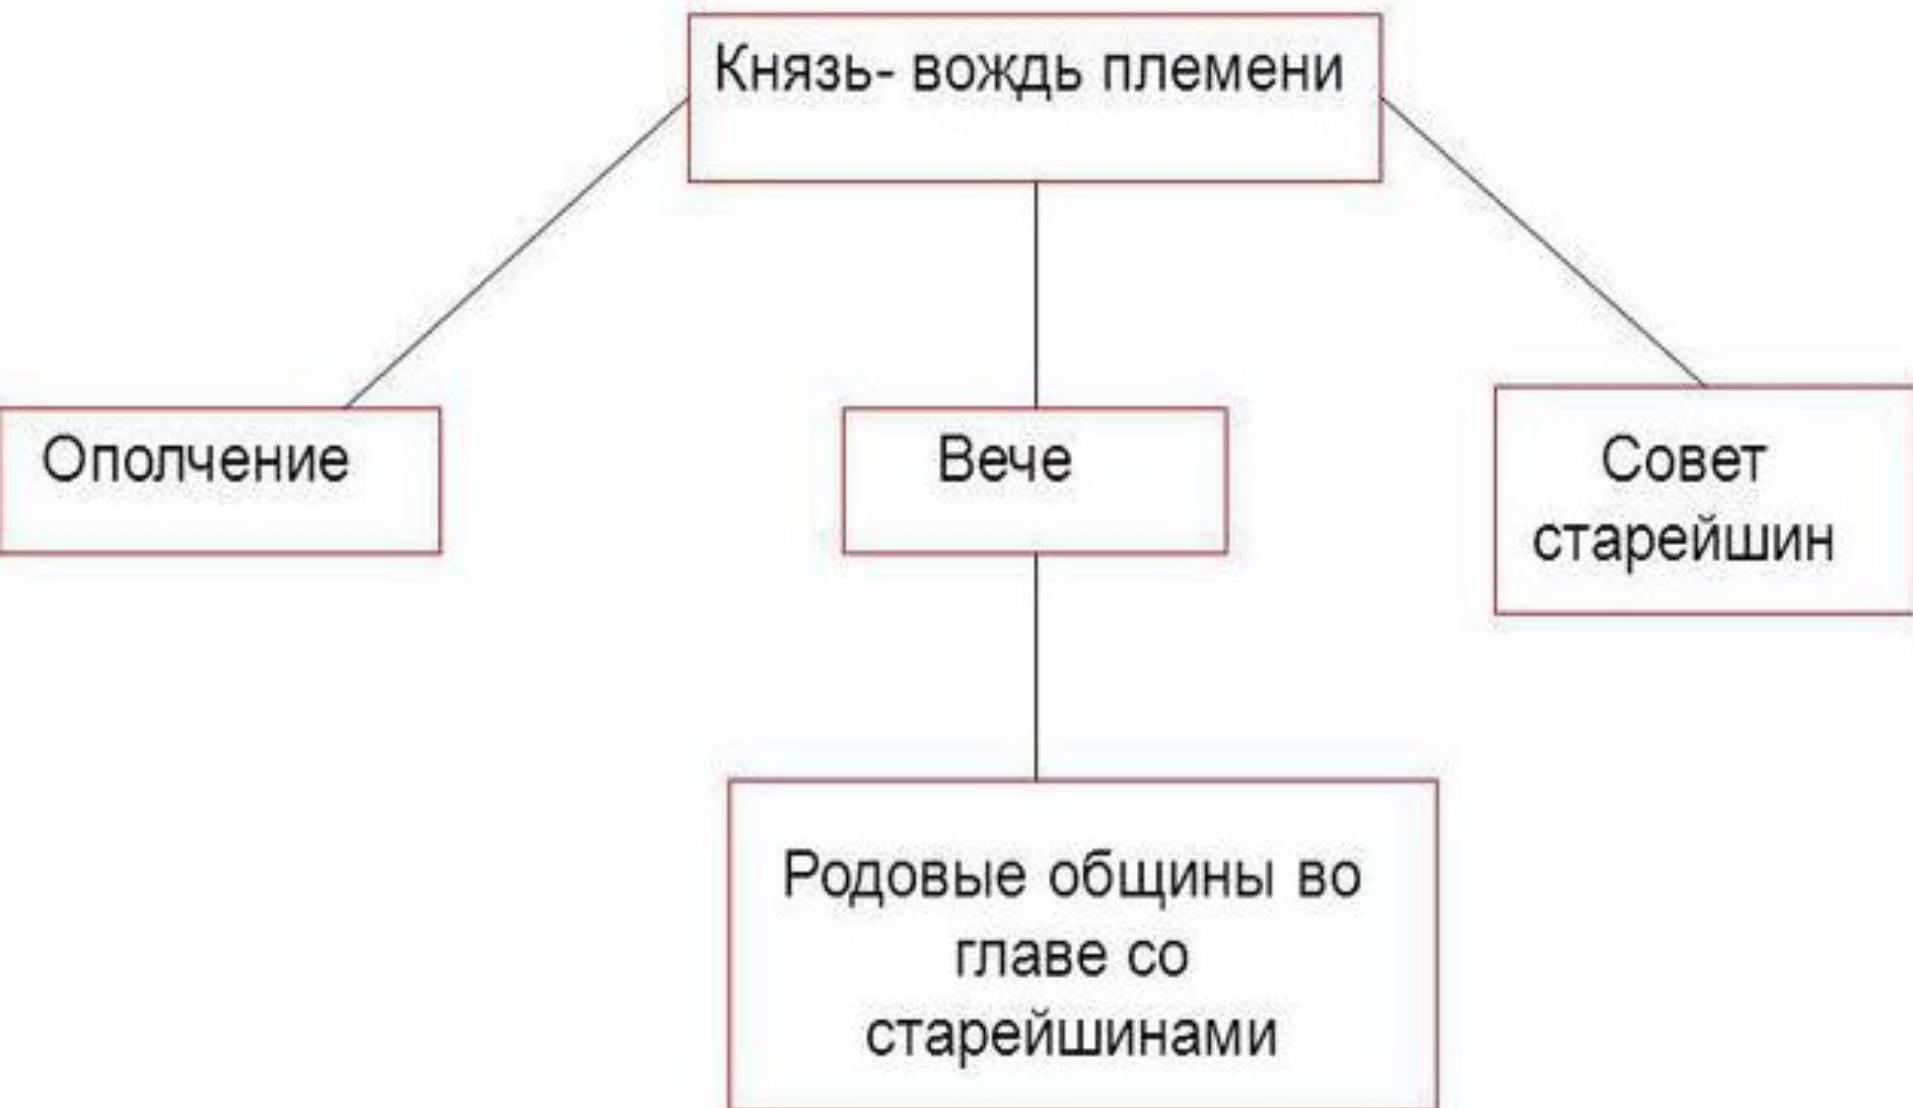 Князь- вождь племени
Ополчение
Вече
Совет
старейшин
Родовые общины во
главе со
старейшинами